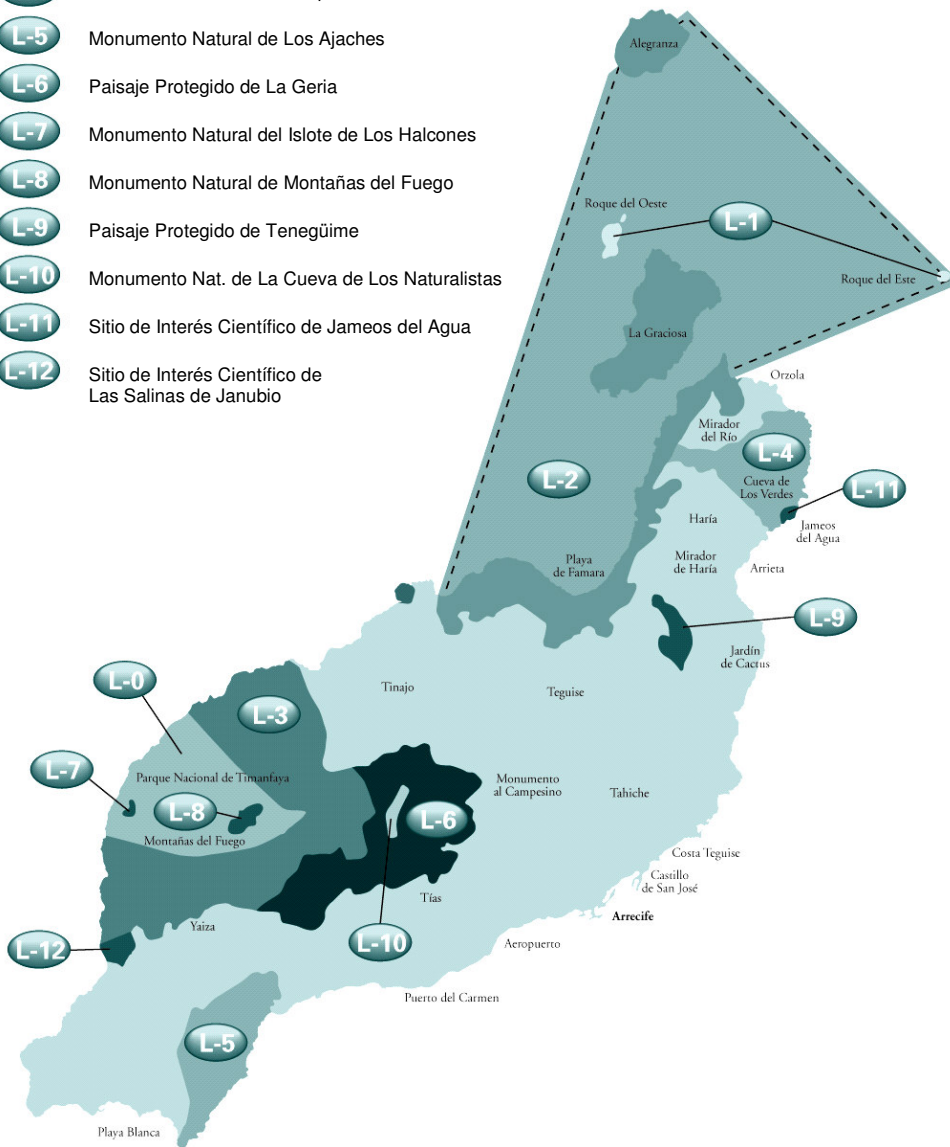 L-5 Monumento Natural de Los Ajaches
L-6 Paisaje Protegido de La Geria
L-7 Monumento Natural del Islote de Los Halcones
L-8 Monumento Natural de Montañas del Fuego
L-9 Paisaje Protegido de Tenegüime
L-10 Monumento Nat. de La Cueva de Los Naturalistas
L-11 Sitio de Interés Científico de Jameos del Agua
L-12 Sitio de Interés Científico de
Las Salinas de Janubio
Alegranza
Roque del Oeste
L-1
Roque del Este
La Graciosa
Orzola
Mirador
del Río
L-4
L-2
Cueva de
Los Verdes
L-11
Haría
Jameos
del Agua
Playa
de Famara
Mirador
de Haría
Arrieta
L-9
Jardín
de Cactus
L-0
Tinajo
Teguise
L-3
L-7
Parque Nacional de Timanfaya
Monumento
al Campesino
Tahiche
L-8
L-6
Montañas del Fuego
Costa Teguise
Castillo
de San José
Tías
Arrecife
Yaiza
L-12
L-10
Aeropuerto
Puerto del Carmen
L-5
Playa Blanca